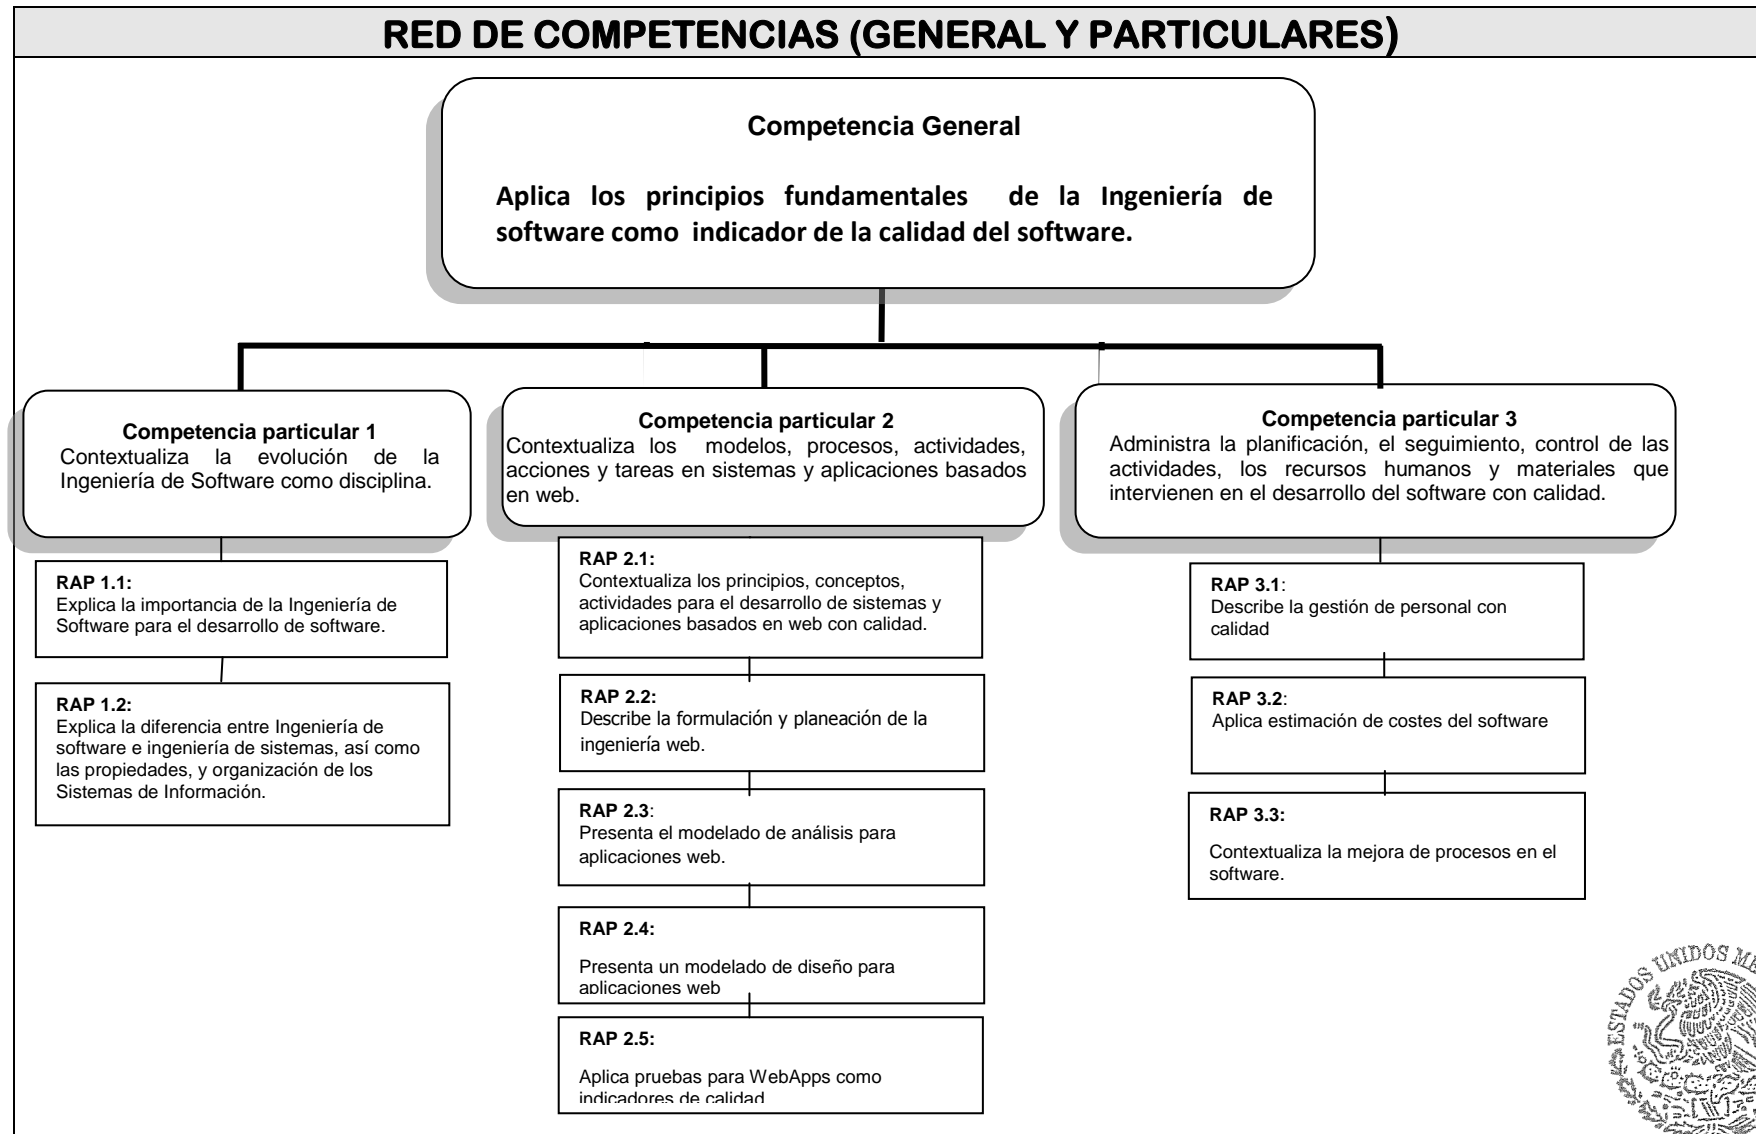 RED DE COMPETENCIAS (GENERAL Y PARTICULARES)
Competencia General
Aplica los principios fundamentales de la Ingeniería de
software como indicador de la calidad del software.
Competencia particular 1
Contextualiza la evolución de la
Ingeniería de Software como disciplina.
RAP 1.1:
Explica la importancia de la Ingeniería de
Software para el desarrollo de software.
RAP 1.2:
Explica la diferencia entre Ingeniería de
software e ingeniería de sistemas, así como
las propiedades, y organización de los
Sistemas de Información.
Competencia particular 2
Contextualiza los modelos, procesos, actividades,
acciones y tareas en sistemas y aplicaciones basados
en web.
RAP 2.1:
Contextualiza los principios, conceptos,
actividades para el desarrollo de sistemas y
aplicaciones basados en web con calidad.
RAP 2.2:
Describe la formulación y planeación de la
ingeniería web.
RAP 2.3:
Presenta el modelado de análisis para
aplicaciones web.
RAP 2.4:
Presenta un modelado de diseño para
aplicaciones web
RAP 2.5:
Aplica pruebas para WebApps como
indicadores de calidad
Competencia particular 3
Administra la planificación, el seguimiento, control de las
actividades, los recursos humanos y materiales que
intervienen en el desarrollo del software con calidad.
RAP 3.1:
Describe la gestión de personal con
calidad
RAP 3.2:
Aplica estimación de costes del software
RAP 3.3:
Contextualiza la mejora de procesos en el
software.
ESTADOS UNIDOS